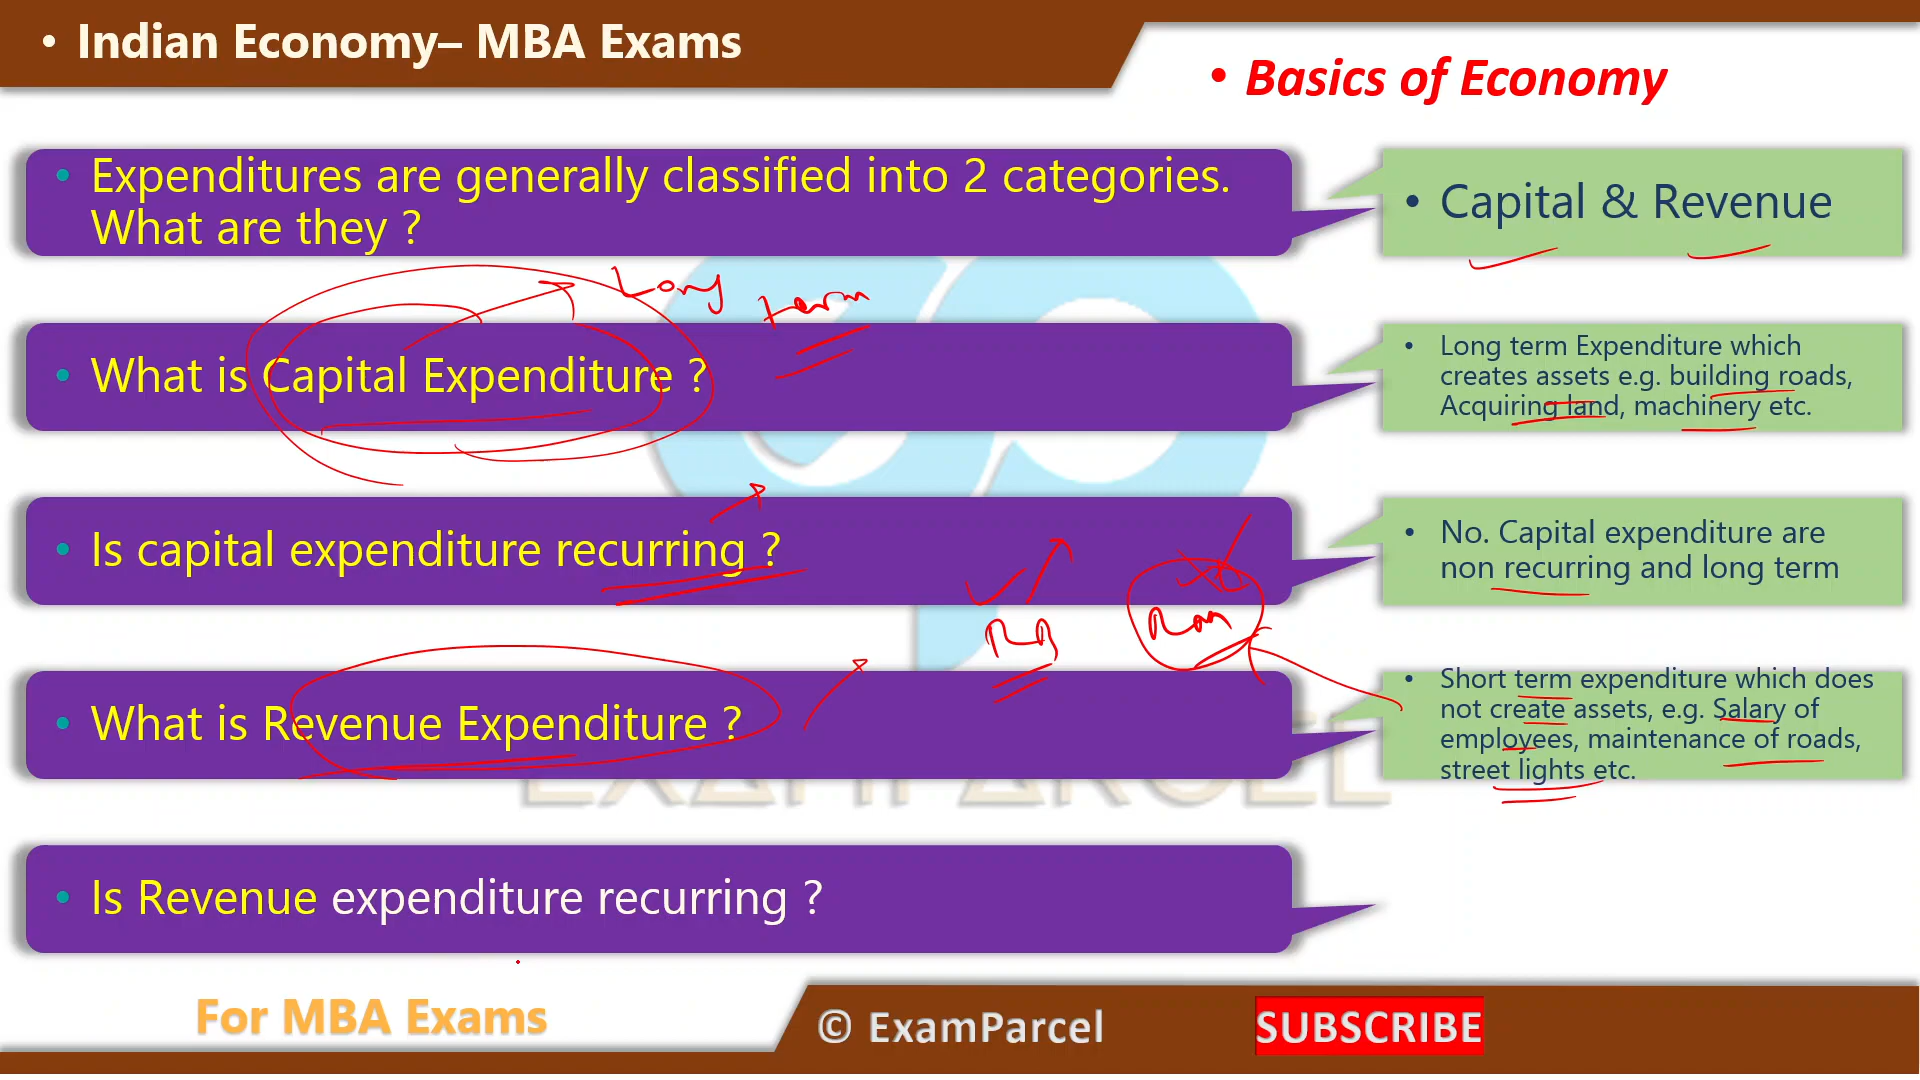 • Indian Economy– MBA Exams
• Basics of Economy
• Expenditures are generally classified into 2 categories.
What are they ?
• Capital & Revenue
Long term
• What is Capital Expenditure ?
• Long term Expenditure which
creates assets e.g. building roads,
Acquiring land, machinery etc.
• Is capital expenditure recurring ?
• No. Capital expenditure are
non recurring and long term
• What is Revenue Expenditure ?
• Short term expenditure which does
not create assets, e.g. Salary of
employees, maintenance of roads,
street lights etc.
EXAMPARCEL
• Is Revenue expenditure recurring ?
For MBA Exams
© ExamParcel
SUBSCRIBE